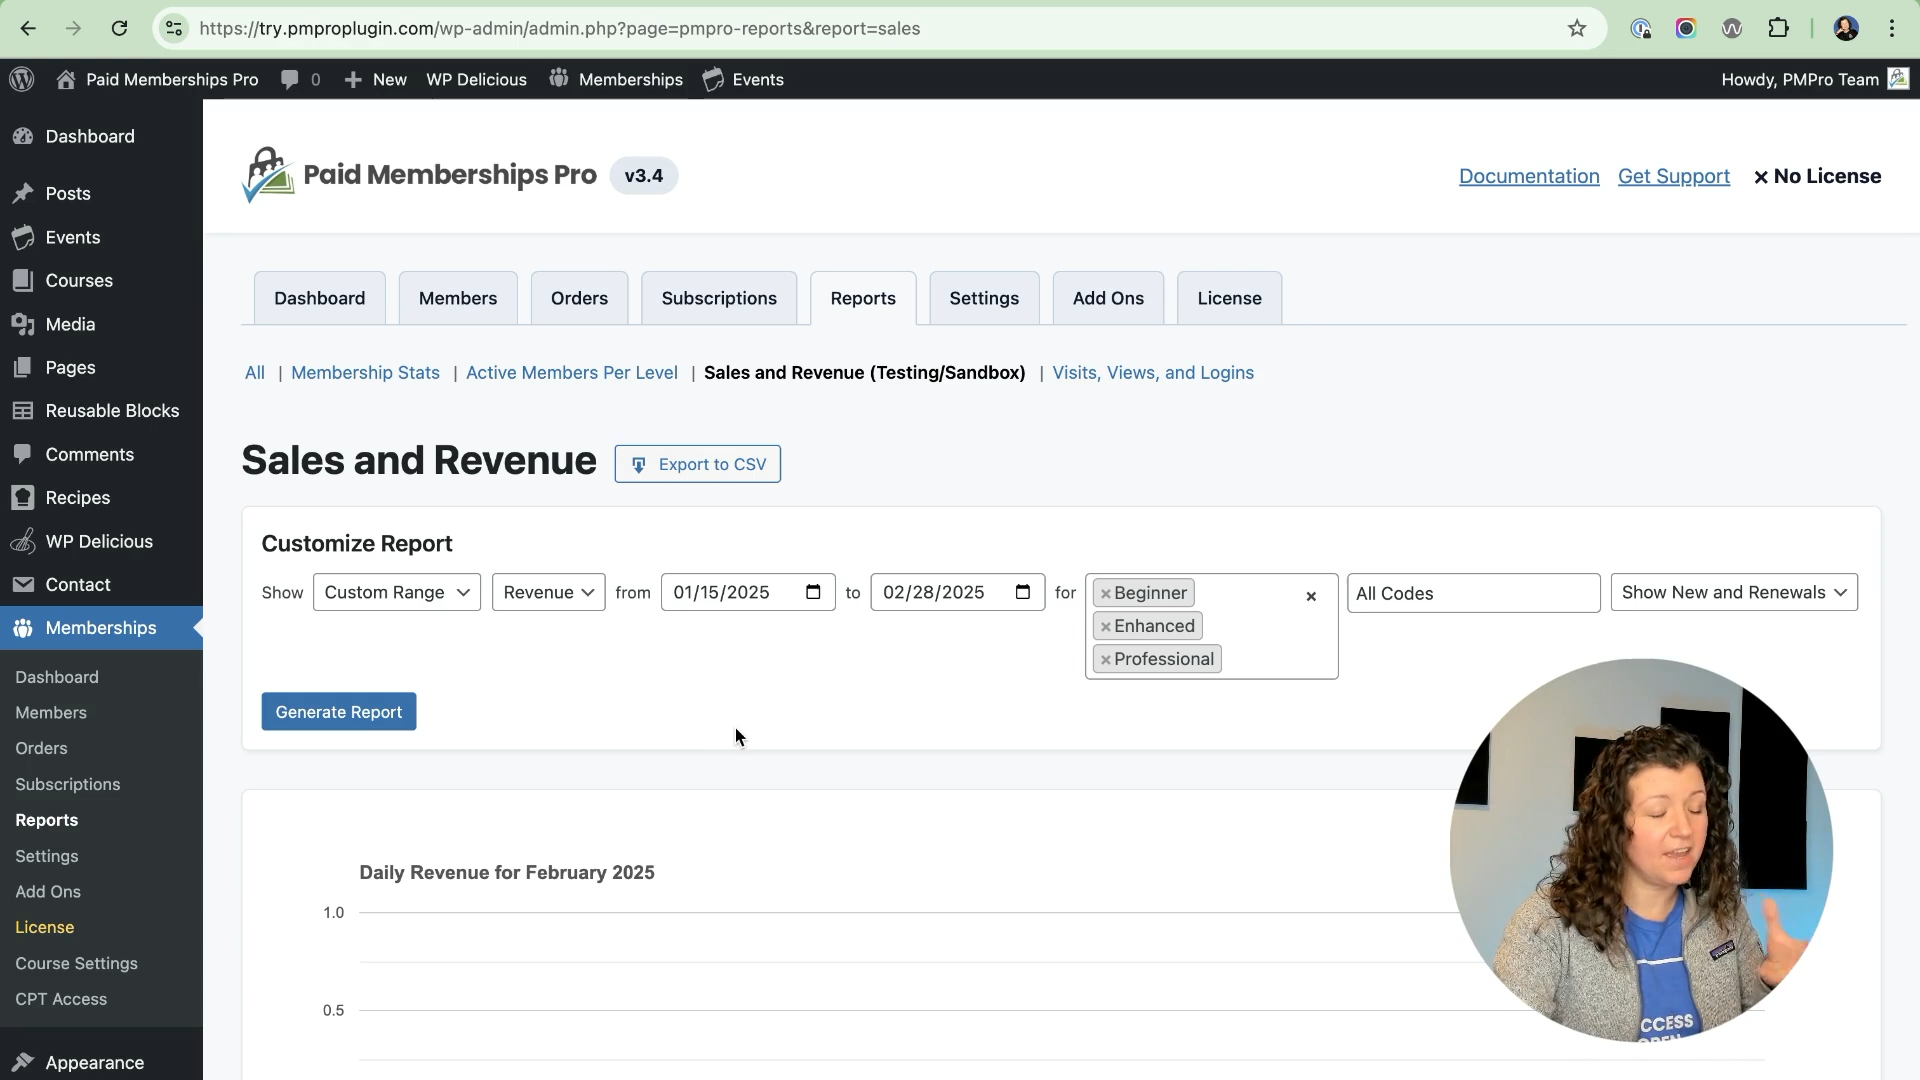 https://try.pmproplugin.com/wp-admin/admin.php?page=pmpro-reports&report=sales
Paid Memberships Pro 0 New WP Delicious Memberships Events Howdy, PMPro Team
Dashboard
Posts
Events
Courses
Media
Pages
Reusable Blocks
Comments
Recipes
WP Delicious
Contact
Memberships
Dashboard
Members
Orders
Subscriptions
Reports
Settings
Add Ons
License
Course Settings
CPT Access
Appearance
Paid Memberships Pro v3.4
Documentation Get Support × No License
Dashboard Members Orders Subscriptions Reports Settings Add Ons License
All | Membership Stats | Active Members Per Level | Sales and Revenue (Testing/Sandbox) | Visits, Views, and Logins
Sales and Revenue Export to CSV
Customize Report
Show Custom Range Revenue from 01/15/2025 to 02/28/2025 for × Beginner × All Codes Show New and Renewals
× Enhanced
× Professional
Generate Report
Daily Revenue for February 2025
1.0
0.5
CCESS
OPEN